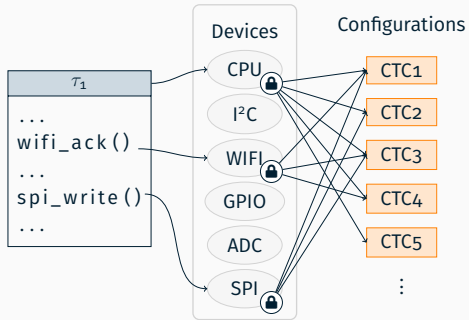 τ₁
...
wifi_ack()
...
spi_write()
...
Devices
CPU
I²C
WIFI
GPIO
ADC
SPI
Configurations
CTC1
CTC2
CTC3
CTC4
CTC5
⋮